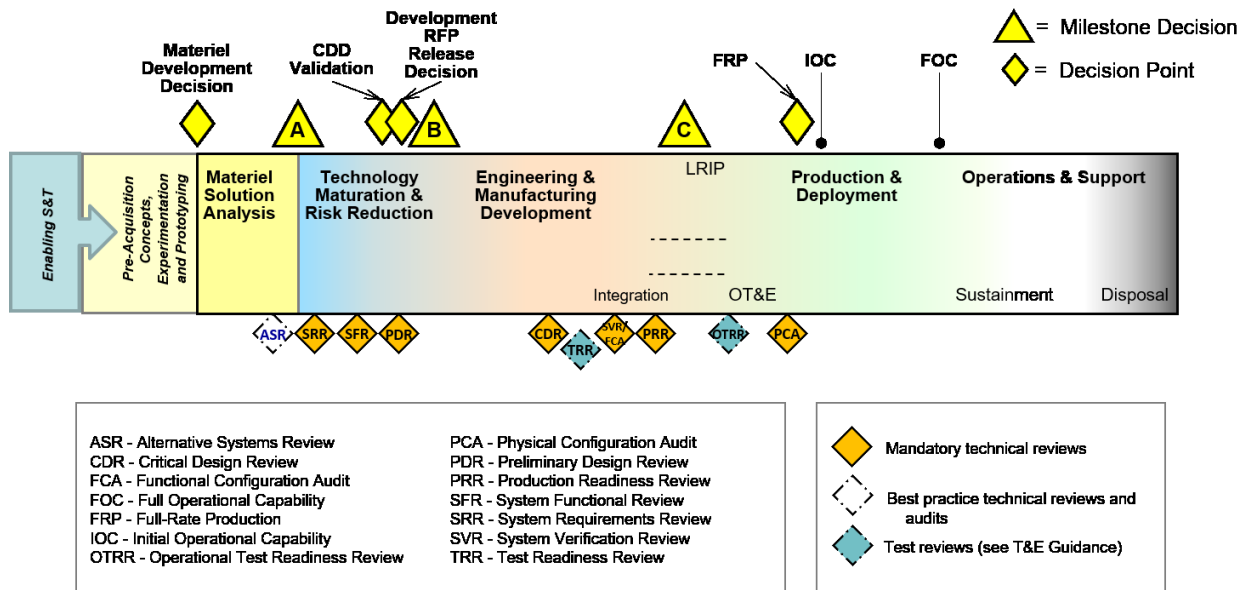 Materiel
Development
Decision
CDD
Validation
Development
RFP
Release
Decision
FRP
IOC
FOC
= Milestone Decision
= Decision Point
A
B
C
Enabling S&T
Pre-Acquisition
Concepts,
Experimentation
and Prototyping
Materiel
Solution
Analysis
Technology
Maturation &
Risk Reduction
Engineering &
Manufacturing
Development
LRIP
Production &
Deployment
Operations & Support
Integration
OT&E
Sustainment
Disposal
ASR
SRR
SFR
PDR
CDR
TRR
SVR/
FCA
PRR
OTRR
PCA
ASR - Alternative Systems Review
CDR - Critical Design Review
FCA - Functional Configuration Audit
FOC - Full Operational Capability
FRP - Full-Rate Production
IOC - Initial Operational Capability
OTRR - Operational Test Readiness Review
PCA - Physical Configuration Audit
PDR - Preliminary Design Review
PRR - Production Readiness Review
SFR - System Functional Review
SRR - System Requirements Review
SVR - System Verification Review
TRR - Test Readiness Review
Mandatory technical reviews
Best practice technical reviews and
audits
Test reviews (see T&E Guidance)